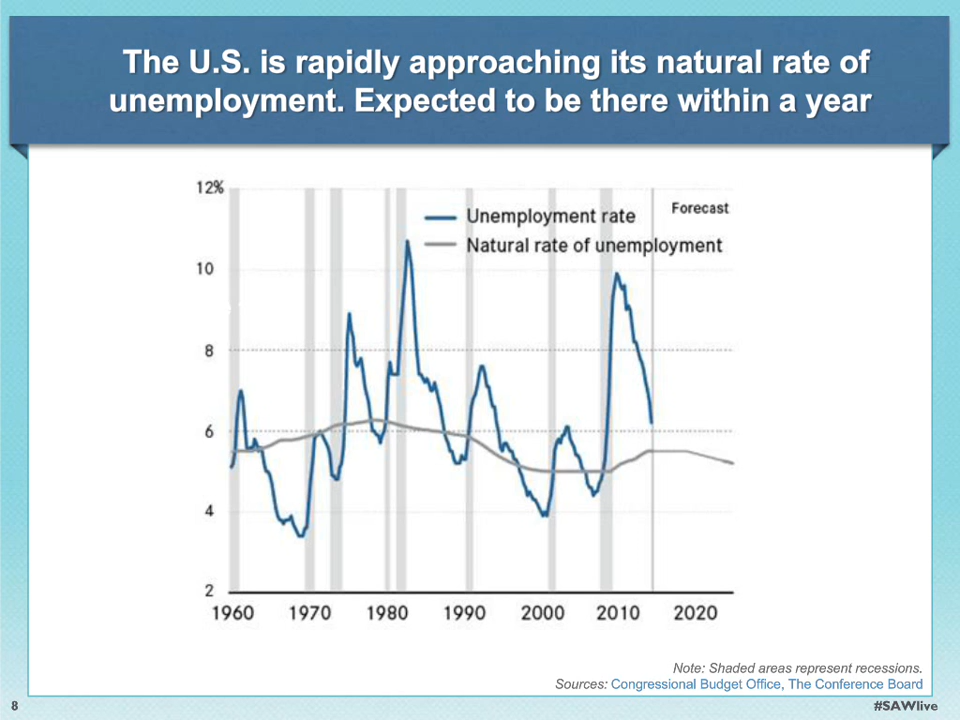 The U.S. is rapidly approaching its natural rate of
unemployment. Expected to be there within a year
12%
Unemployment rate
Forecast
Natural rate of unemployment
10
8
6
4
2
1960 1970 1980 1990 2000 2010 2020
Note: Shaded areas represent recessions.
Sources: Congressional Budget Office, The Conference Board
8
#SAWlive